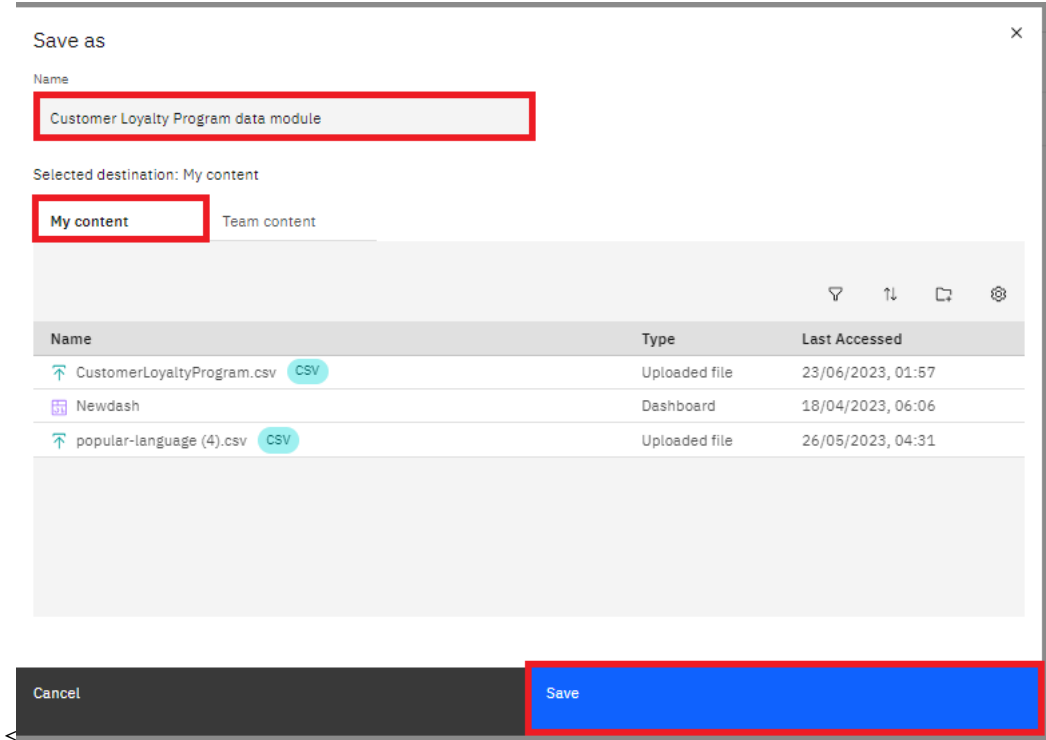 Save as
Name
Customer Loyalty Program data module
Selected destination: My content
My content Team content
Name Type Last Accessed
CustomerLoyaltyProgram.csv CSV Uploaded file 23/06/2023, 01:57
Newdash Dashboard 18/04/2023, 06:06
popular-language (4).csv CSV Uploaded file 26/05/2023, 04:31
Cancel Save
<